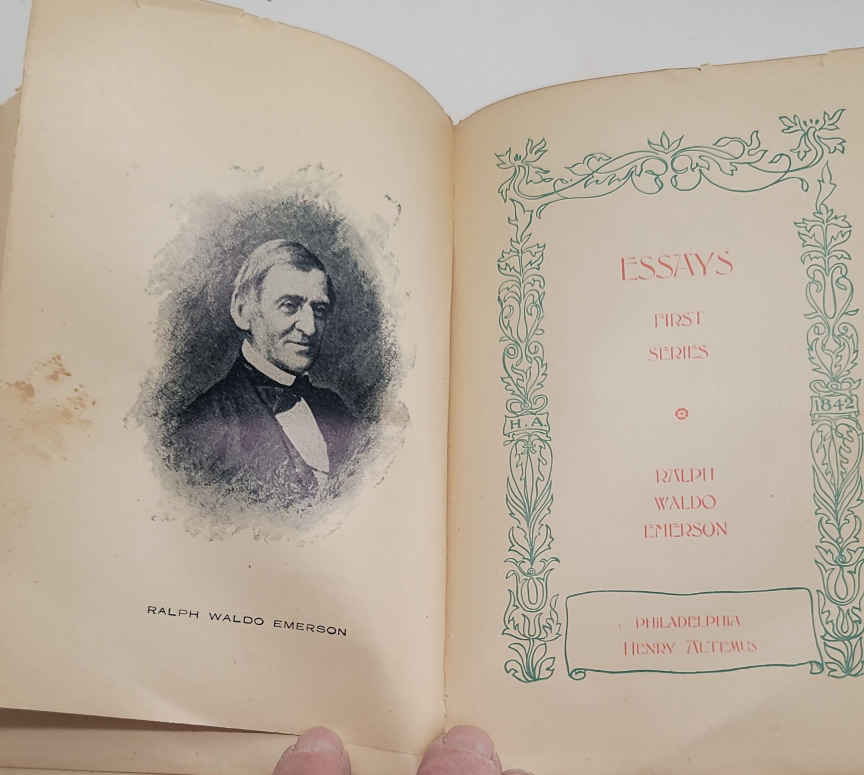 RALPH WALDO EMERSON
ESSAYS
FIRST
SERIES
H.A
1842
RALPH
WALDO
EMERSON
PHILADELPHIA
HENRY ALTEMUS